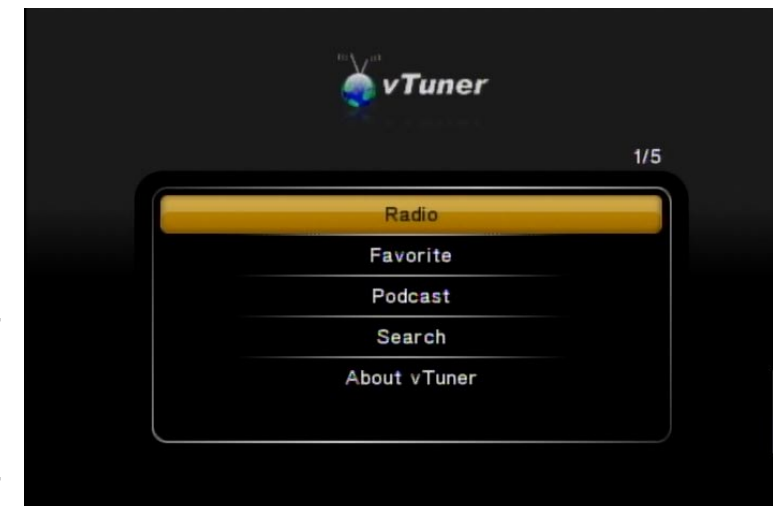 vTuner
1/5
Radio
Favorite
Podcast
Search
About vTuner